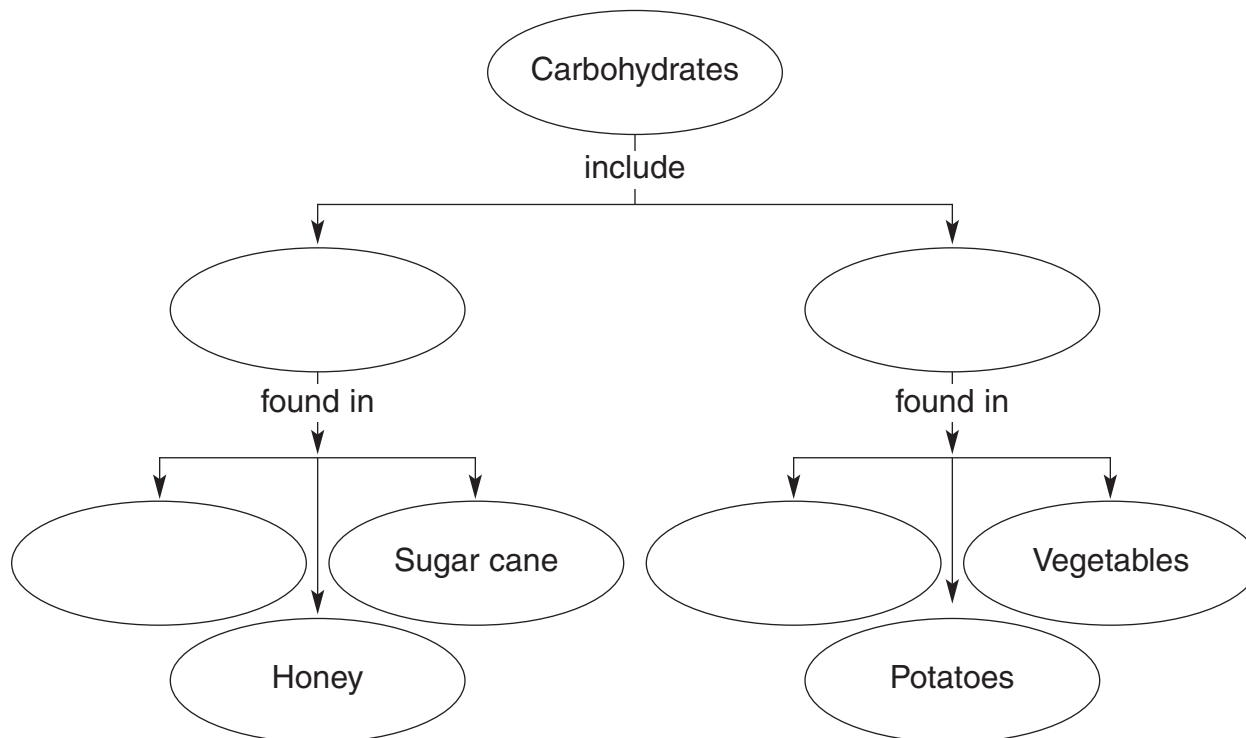 Carbohydrates
include
found in
found in
Sugar cane
Vegetables
Honey
Potatoes